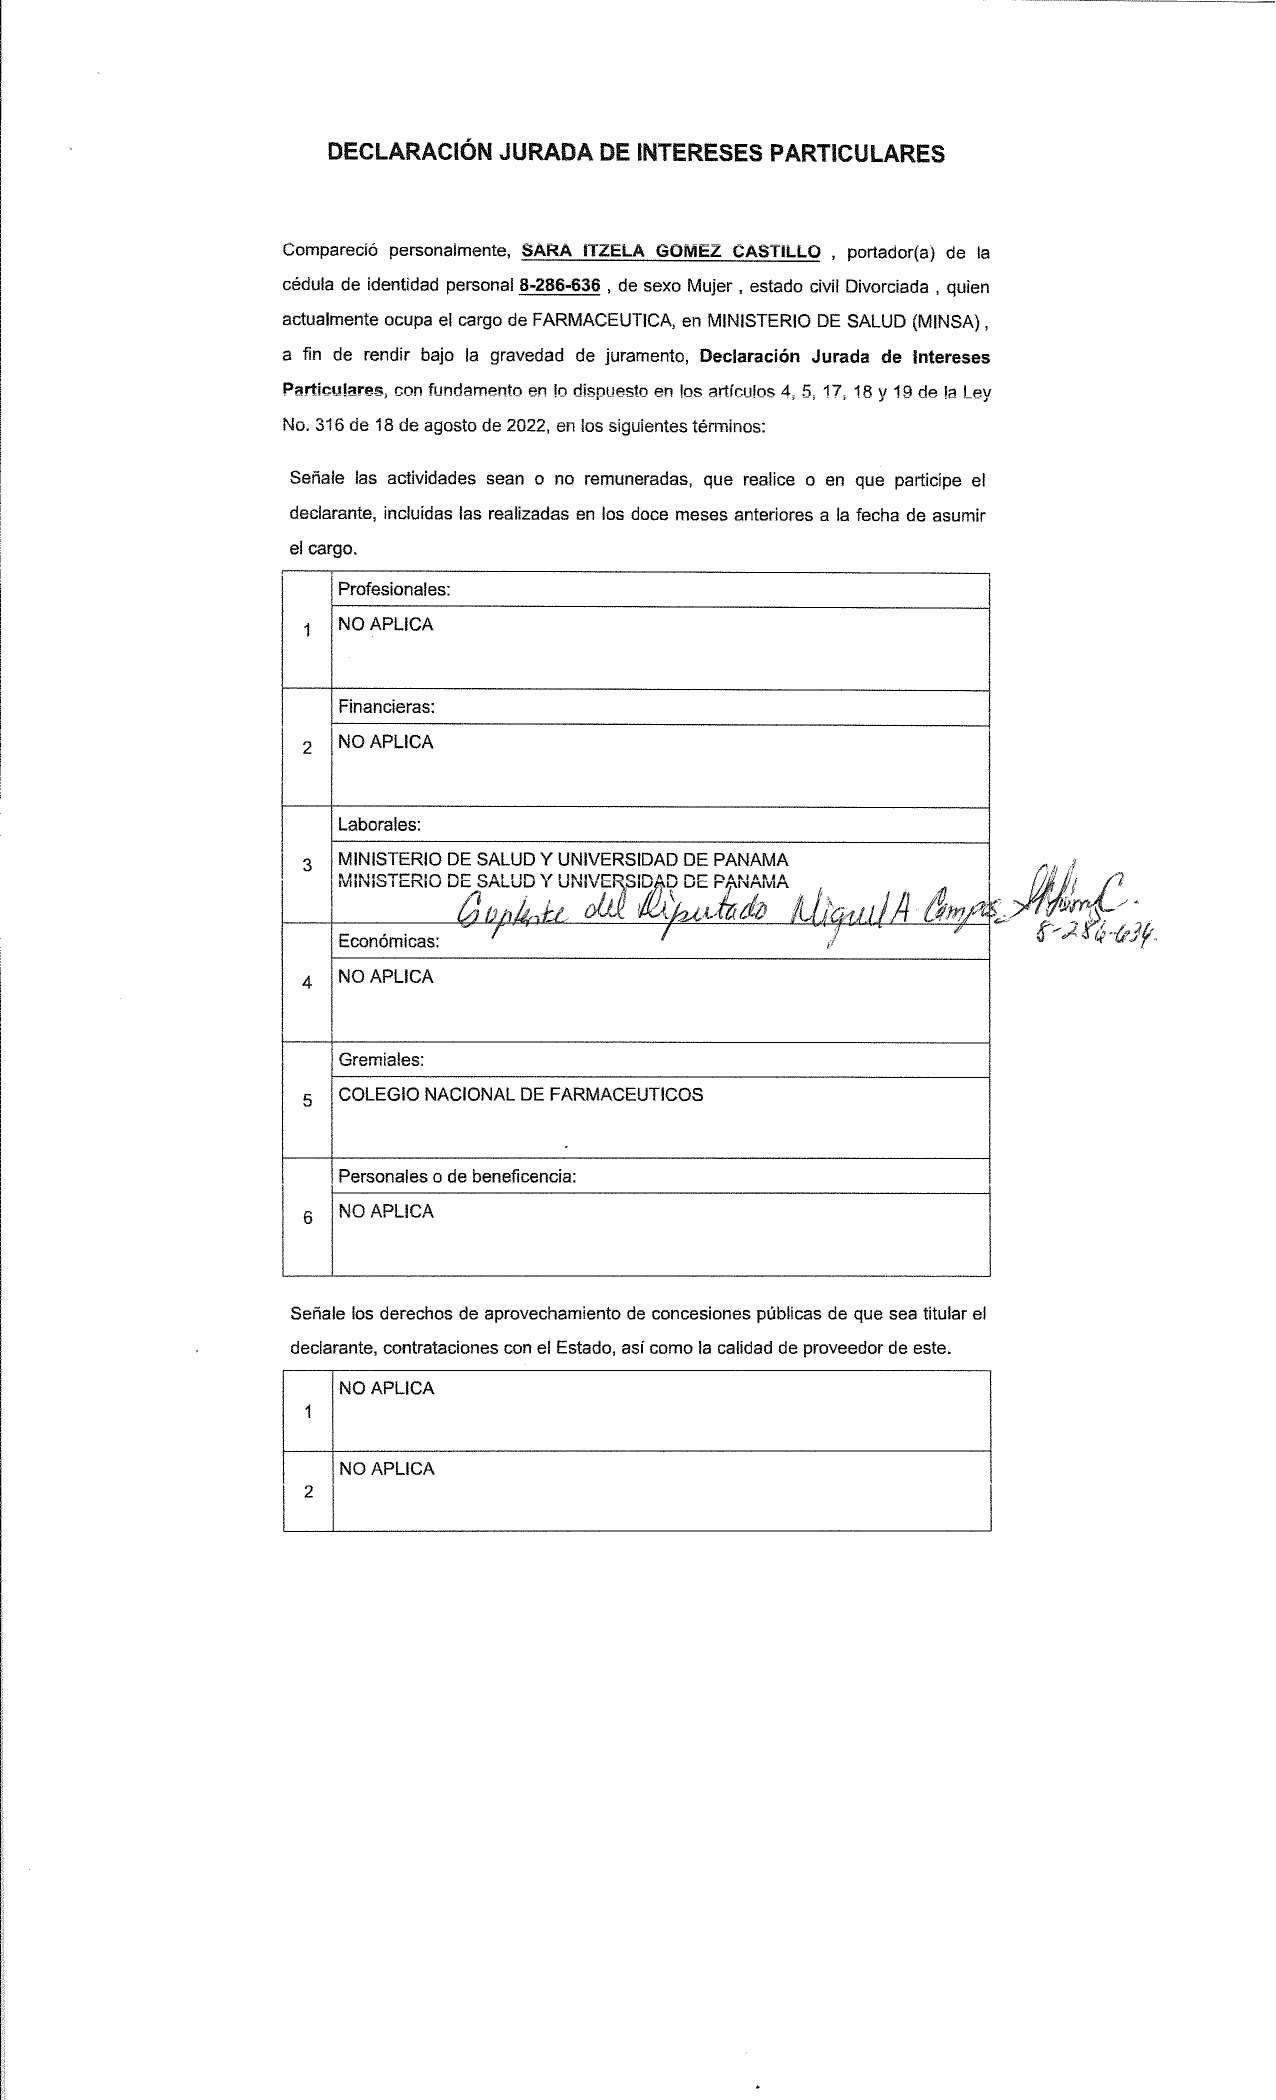 DECLARACIÓN JURADA DE INTERESES PARTICULARES
Compareció personalmente, SARA ITZELA GOMEZ CASTILLO , portador(a) de la
cédula de identidad personal 8-286-636 , de sexo Mujer , estado civil Divorciada , quien
actualmente ocupa el cargo de FARMACEUTICA, en MINISTERIO DE SALUD (MINSA) ,
a fin de rendir bajo la gravedad de juramento, Declaración Jurada de Intereses
Particulares, con fundamento en lo dispuesto en los artículos 4, 5, 17, 18 y 19 de la Ley
No. 316 de 18 de agosto de 2022, en los siguientes términos:
Señale las actividades sean o no remuneradas, que realice o en que participe el
declarante, incluidas las realizadas en los doce meses anteriores a la fecha de asumir
el cargo.
Profesionales:
1 NO APLICA
Financieras:
2 NO APLICA
Laborales:
3 MINISTERIO DE SALUD Y UNIVERSIDAD DE PANAMA
MINISTERIO DE SALUD Y UNIVERSIDAD DE PANAMA
Suplente del Diputado Miguel A Campos
8-286-636.
Económicas:
4 NO APLICA
Gremiales:
5 COLEGIO NACIONAL DE FARMACEUTICOS
Personales o de beneficencia:
6 NO APLICA
Señale los derechos de aprovechamiento de concesiones públicas de que sea titular el
declarante, contrataciones con el Estado, así como la calidad de proveedor de este.
1 NO APLICA
2 NO APLICA